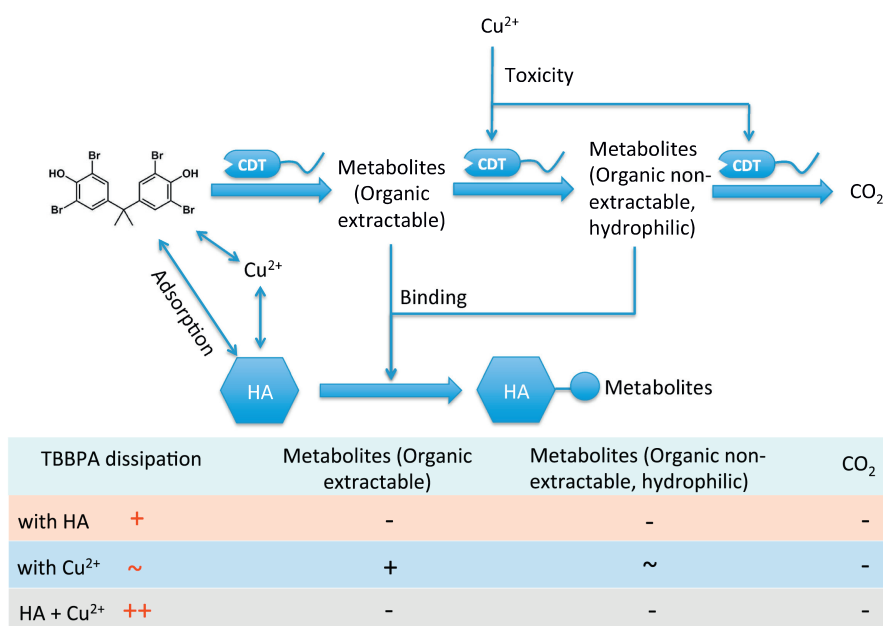 Cu²⁺
Toxicity
Br
Br
HO
OH
Br
Br
CDT
Metabolites
(Organic
extractable)
CDT
Metabolites
(Organic non-
extractable,
hydrophilic)
CDT
CO₂
Cu²⁺
Adsorption
Binding
HA
HA
Metabolites
TBBPA dissipation
Metabolites (Organic
extractable)
Metabolites (Organic non-
extractable, hydrophilic)
CO₂
with HA + - - -
with Cu²⁺ ~ + ~ -
HA + Cu²⁺ ++ - - -